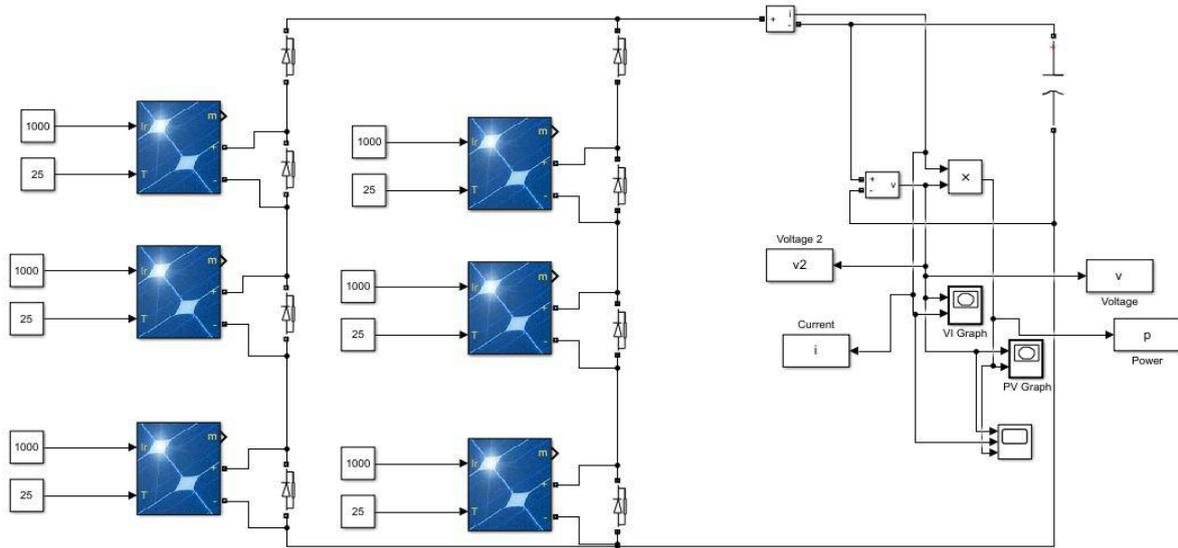 1000
Ir
m
+
25
T
-
1000
Ir
m
+
25
T
-
1000
Ir
m
+
25
T
-
1000
Ir
m
+
25
T
-
1000
Ir
m
+
25
T
-
1000
Ir
m
+
25
T
-
+
i
-
+
+
-
v
×
Voltage 2
v2
v
Voltage
Current
i
VI Graph
p
Power
PV Graph